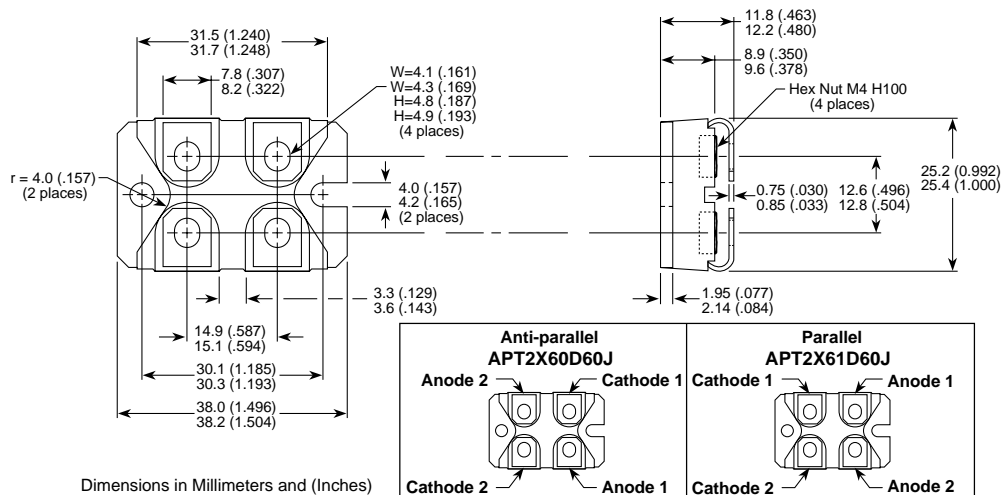 31.5 (1.240)
31.7 (1.248)
7.8 (.307)
8.2 (.322)
W=4.1 (.161)
W=4.3 (.169)
H=4.8 (.187)
H=4.9 (.193)
(4 places)
r = 4.0 (.157)
(2 places)
4.0 (.157)
4.2 (.165)
(2 places)
3.3 (.129)
3.6 (.143)
14.9 (.587)
15.1 (.594)
30.1 (1.185)
30.3 (1.193)
38.0 (1.496)
38.2 (1.504)
Dimensions in Millimeters and (Inches)
11.8 (.463)
12.2 (.480)
8.9 (.350)
9.6 (.378)
Hex Nut M4 H100
(4 places)
0.75 (.030)
0.85 (.033)
12.6 (.496)
12.8 (.504)
25.2 (0.992)
25.4 (1.000)
1.95 (.077)
2.14 (.084)
Anti-parallel
APT2X60D60J
Anode 2
Cathode 1
Cathode 2
Anode 1
Parallel
APT2X61D60J
Cathode 1
Anode 1
Cathode 2
Anode 2